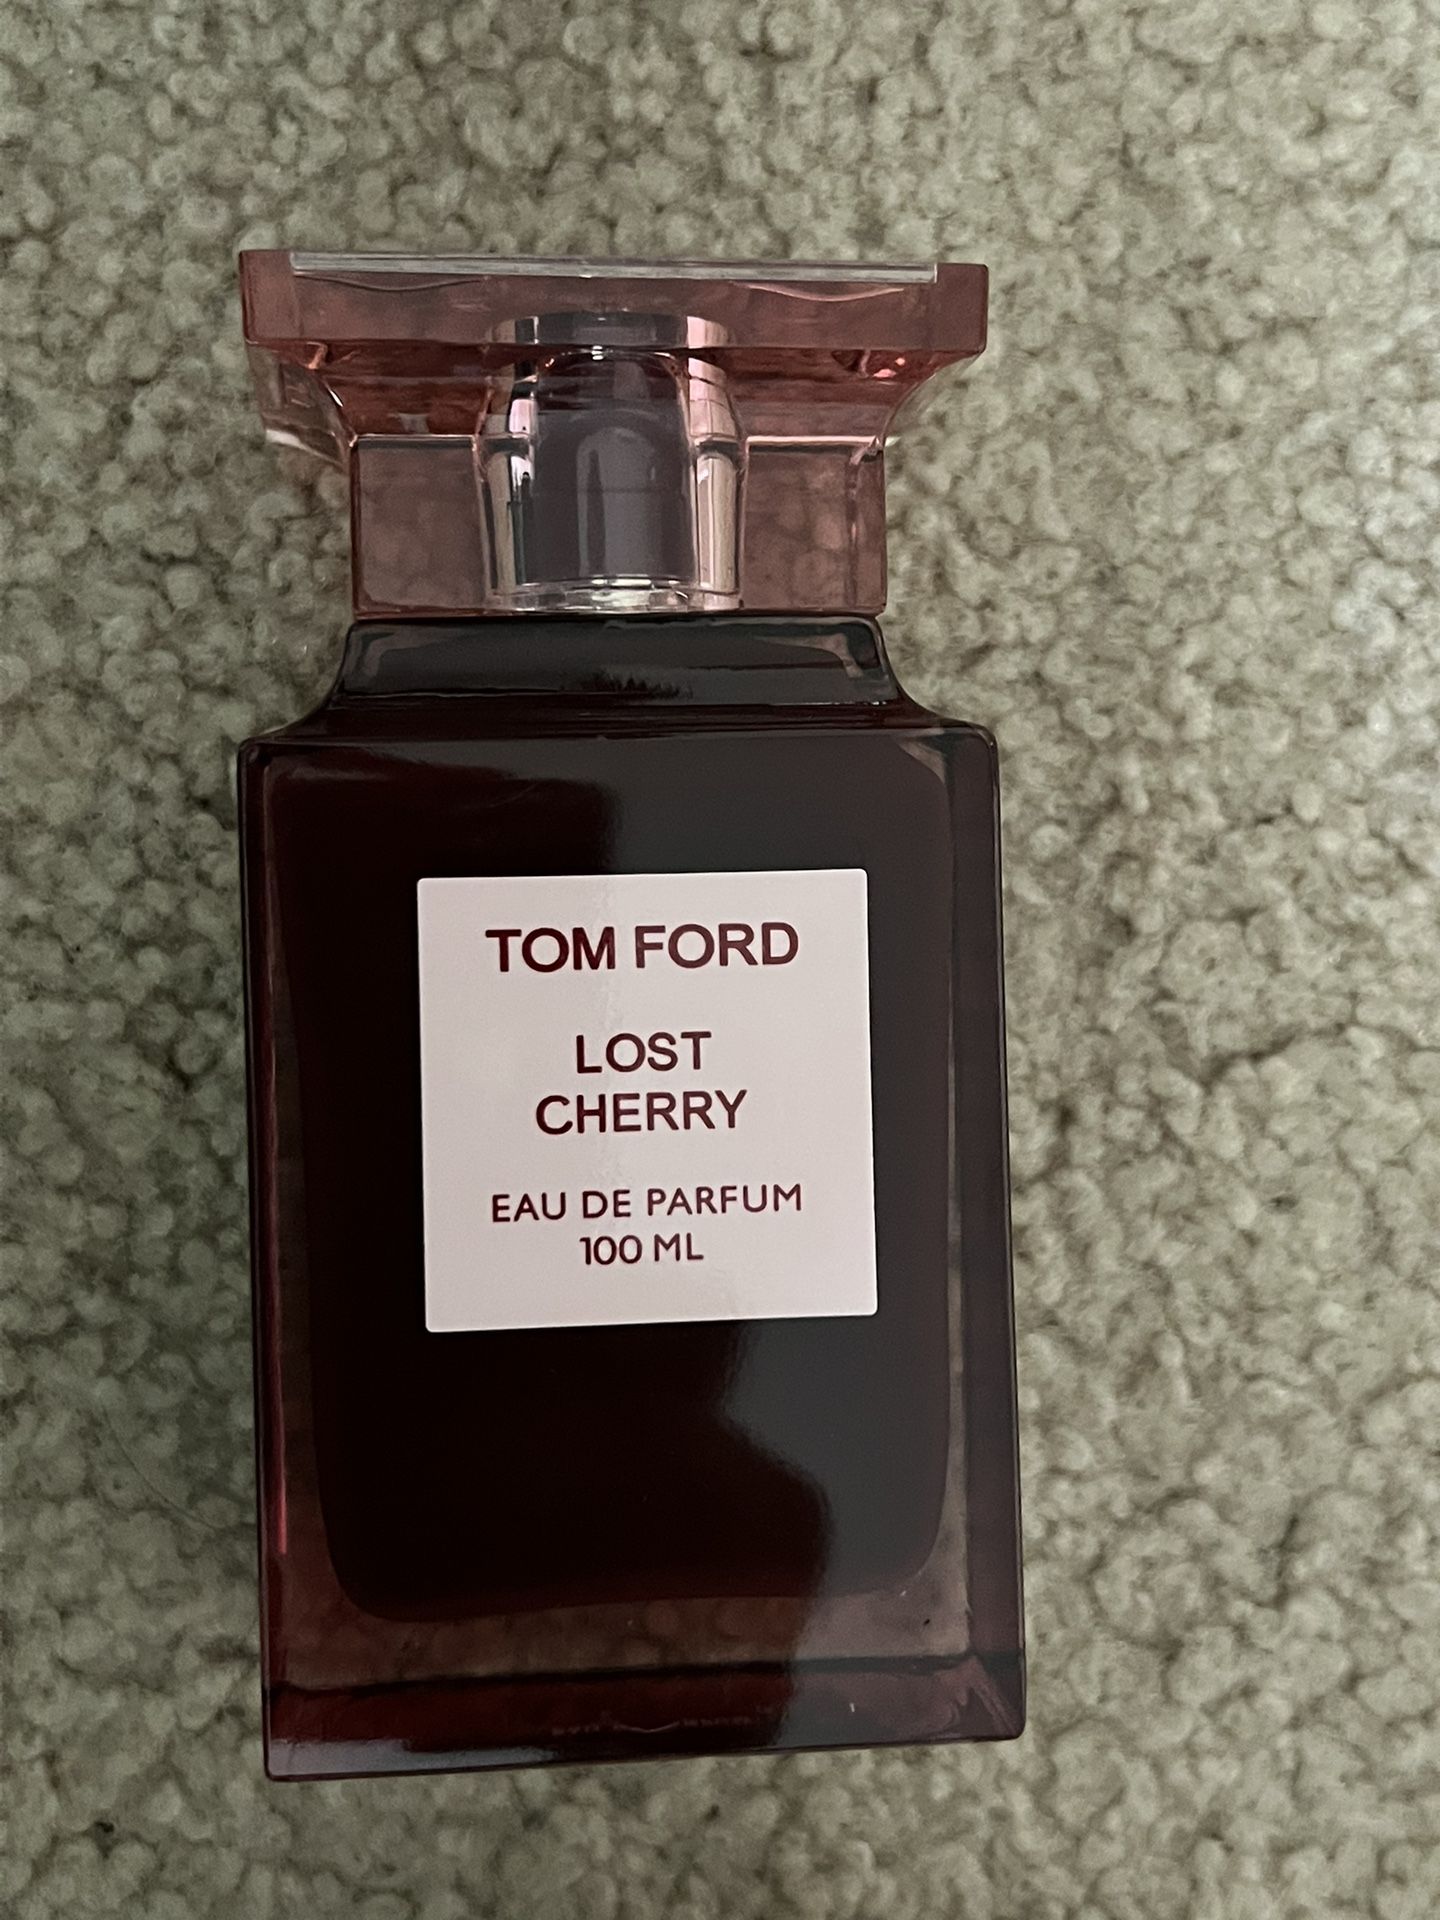 TOM FORD
LOST
CHERRY
EAU DE PARFUM
100 ML